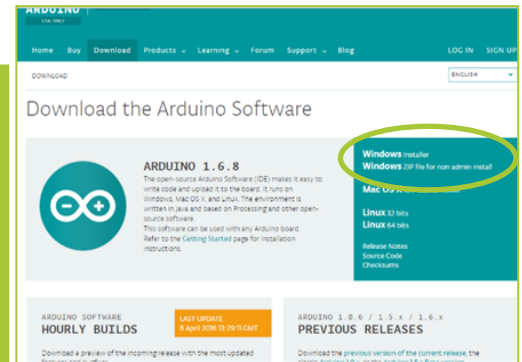 ARDUINO
USA ONLY
Home Buy Download Products Learning Forum Support Blog LOG IN SIGN UP
DOWNLOAD
ENGLISH
Download the Arduino Software
ARDUINO 1.6.8
The open-source Arduino Software (IDE) makes it easy to
write code and upload it to the board. It runs on
Windows, Mac OS X, and Linux. The environment is
written in Java and based on Processing and other open-
source software.
This software can be used with any Arduino board.
Refer to the Getting Started page for Installation
instructions.
Windows Installer
Windows ZIP file for non admin install
Mac OS X
Linux 32 bits
Linux 64 bits
Release Notes
Source Code
Checksums
ARDUINO SOFTWARE
HOURLY BUILDS
LAST UPDATE
8 April 2016 13:29:11 GMT
Download a preview of the incoming release with the most updated
ARDUINO 1.0.6 / 1.5.x / 1.6.x
PREVIOUS RELEASES
Download the previous version of the current release, the